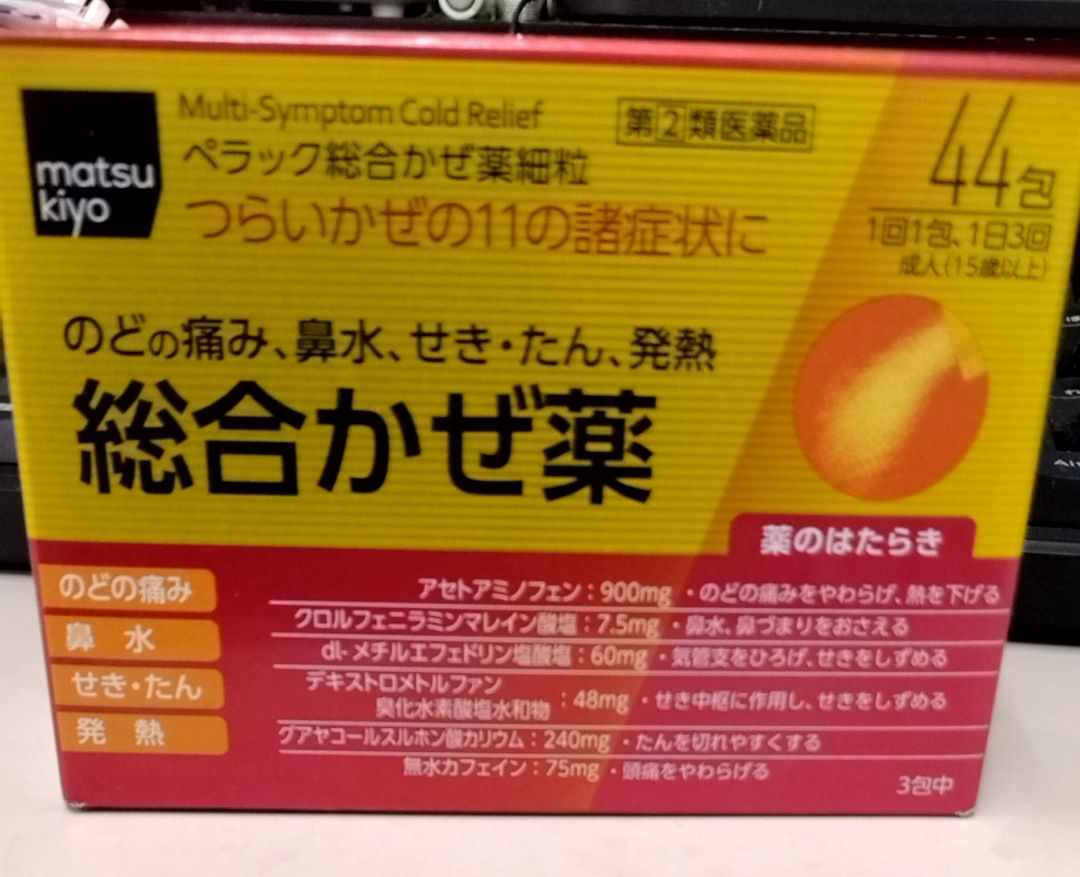 matsu
kiyo
Multi-Symptom Cold Relief
指②類医薬品
ペラック総合かぜ薬細粒
つらいかぜの11の諸症状に
44包
1回1包、1日3回
成人(15歳以上)
のどの痛み、鼻水、せき・たん、発熱
総合かぜ薬
薬のはたらき
のどの痛み
鼻水
せき・たん
発熱
アセトアミノフェン:900mg ・のどの痛みをやわらげ、熱を下げる
クロルフェニラミンマレイン酸塩:7.5mg ・鼻水、鼻づまりをおさえる
dl-メチルエフェドリン塩酸塩:60mg ・気管支をひろげ、せきをしずめる
デキストロメトルファン
臭化水素酸塩水和物:48mg ・せき中枢に作用し、せきをしずめる
グアヤコールスルホン酸カリウム:240mg ・たんを切れやすくする
無水カフェイン:75mg ・頭痛をやわらげる
3包中